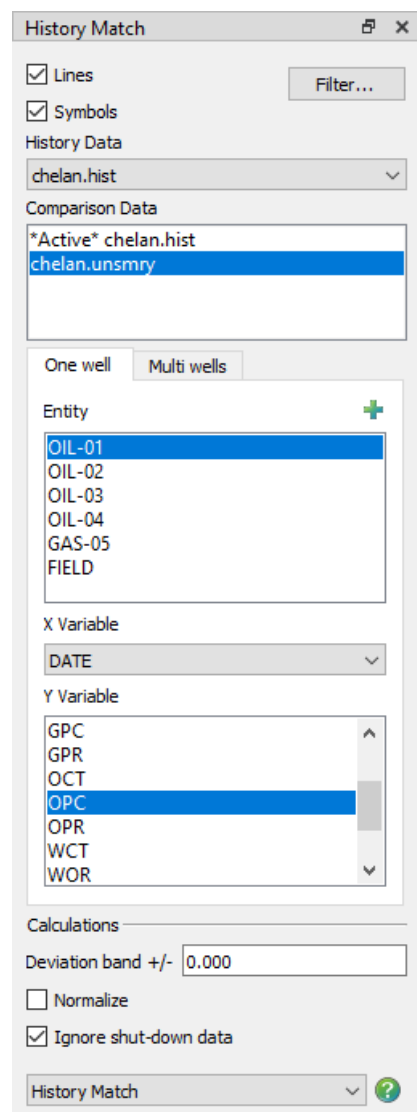 History Match
Lines
Filter...
Symbols
History Data
chelan.hist
Comparison Data
*Active* chelan.hist
chelan.unsmry
One well
Multi wells
Entity
OIL-01
OIL-02
OIL-03
OIL-04
GAS-05
FIELD
X Variable
DATE
Y Variable
GPC
GPR
OCT
OPC
OPR
WCT
WOR
Calculations
Deviation band +/- 0.000
Normalize
Ignore shut-down data
History Match